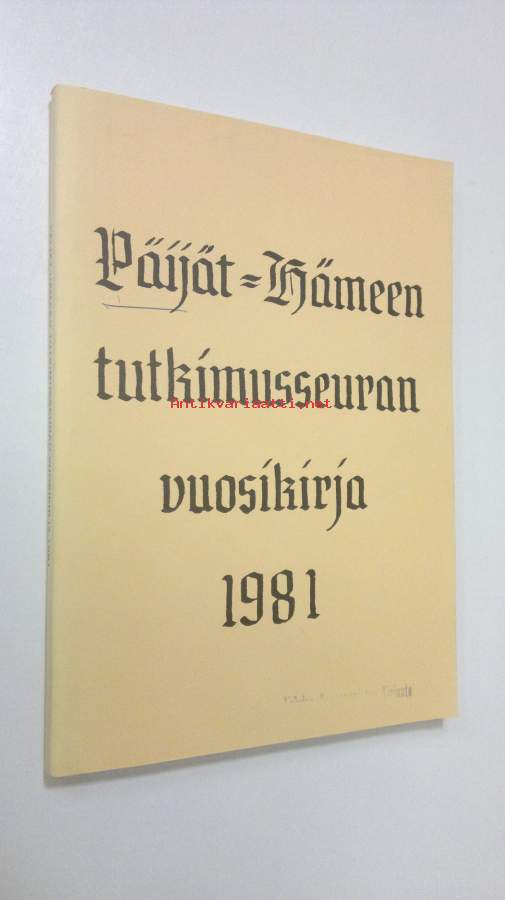 Päijät=Hämeen
tutkimusseuran
Antikvariaatti.net
vuosikirja
1981